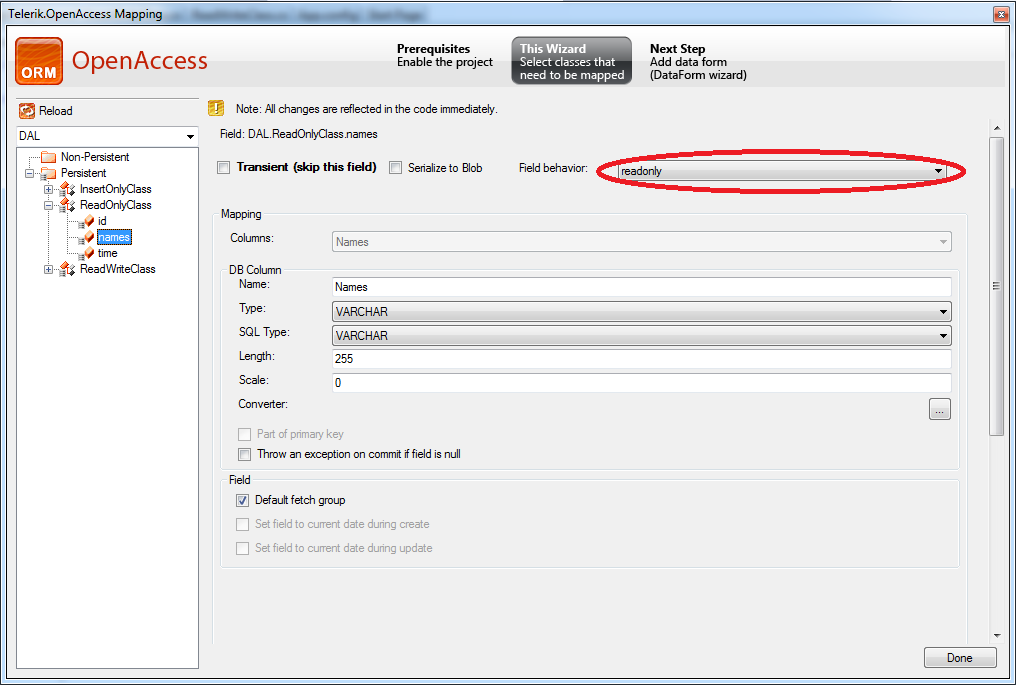 Telerik.OpenAccess Mapping
ORM
OpenAccess
Prerequisites
Enable the project
This Wizard
Select classes that
need to be mapped
Next Step
Add data form
(DataForm wizard)
Reload
DAL
Non-Persistent
Persistent
InsertOnlyClass
ReadOnlyClass
id
names
time
ReadWriteClass
Note: All changes are reflected in the code immediately.
Field: DAL.ReadOnlyClass.names
Transient (skip this field)
Serialize to Blob
Field behavior:
readonly
Mapping
Columns:
Names
DB Column
Name:
Names
Type:
VARCHAR
SQL Type:
VARCHAR
Length:
255
Scale:
0
Converter:
...
Part of primary key
Throw an exception on commit if field is null
Field
Default fetch group
Set field to current date during create
Set field to current date during update
Done